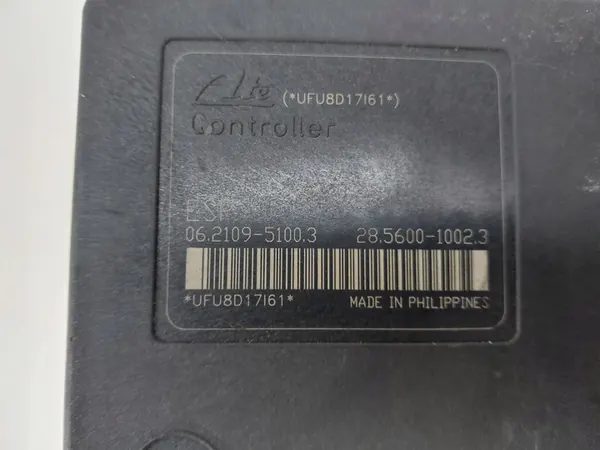 Ate (*UFU8D17I61*)
Controller
ESP
06.2109-5100.3 28.5600-1002.3
*UFU8D17I61* MADE IN PHILIPPINES